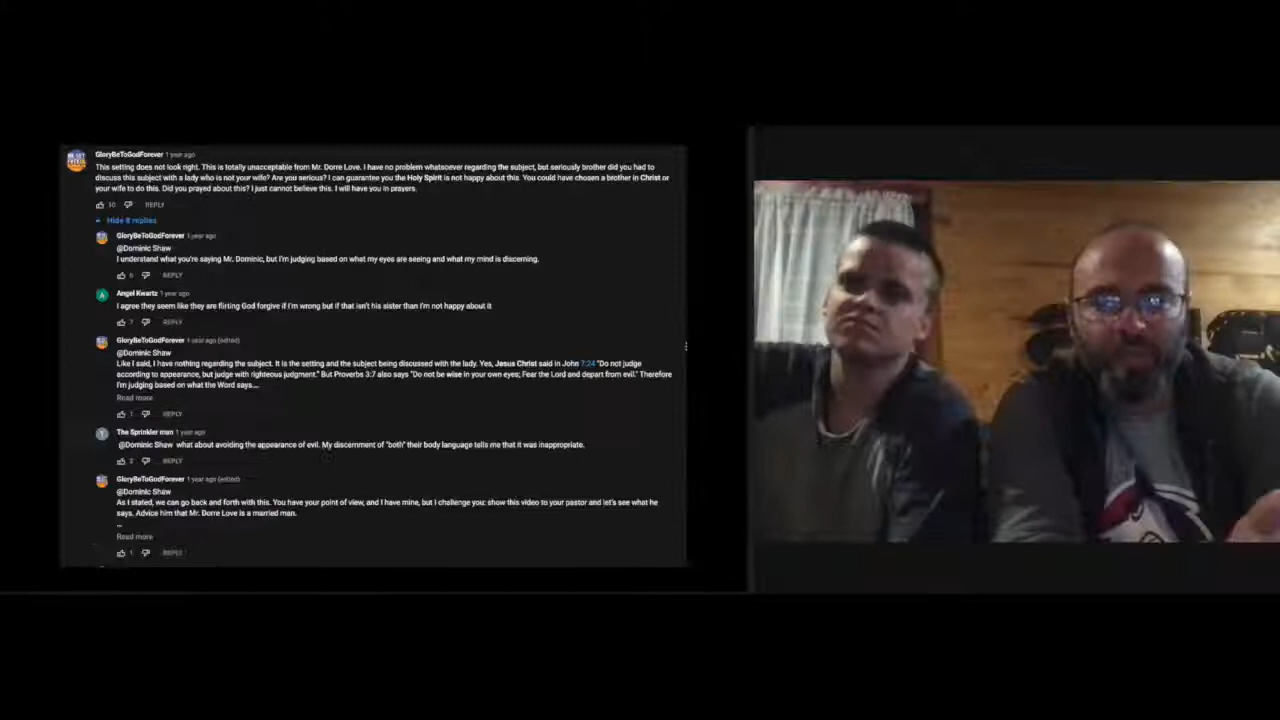 GloryBeToGodForever 1 year ago
This setting does not look right. This is totally unacceptable from Mr. Dorre Love. I have no problem whatsoever regarding the subject, but seriously brother did you had to
discuss this subject with a lady who is not your wife? Are you serious? I can guarantee you the Holy Spirit is not happy about this. You could have chosen a brother in Christ or
your wife to do this. Did you prayed about this? I just cannot believe this. I will have you in prayers.
10 REPLY
Hide 8 replies
GloryBeToGodForever 1 year ago
@Dominic Shaw
I understand what you're saying Mr. Dominic, but I'm judging based on what my eyes are seeing and what my mind is discerning.
6 REPLY
A
Angel Kwartz 1 year ago
I agree they seem like they are flirting God forgive if I'm wrong but if that isn't his sister than I'm not happy about it
7 REPLY
GloryBeToGodForever 1 year ago (edited)
@Dominic Shaw
Like I said, I have nothing regarding the subject. It is the setting and the subject being discussed with the lady. Yes, Jesus Christ said in John 7:24 "Do not judge
according to appearance, but judge with righteous judgment." But Proverbs 3:7 also says "Do not be wise in your own eyes; Fear the Lord and depart from evil." Therefore
I'm judging based on what the Word says....
Read more
1 REPLY
The Sprinkler man 1 year ago
@Dominic Shaw what about avoiding the appearance of evil. My discernment of "both" their body language tells me that it was inappropriate.
REPLY
GloryBeToGodForever 1 year ago (edited)
@Dominic Shaw
As I stated, we can go back and forth with this. You have your point of view, and I have mine, but I challenge you: show this video to your pastor and let's see what he
says. Advice him that Mr. Dorre Love is a married man.
...
Read more
1 REPLY